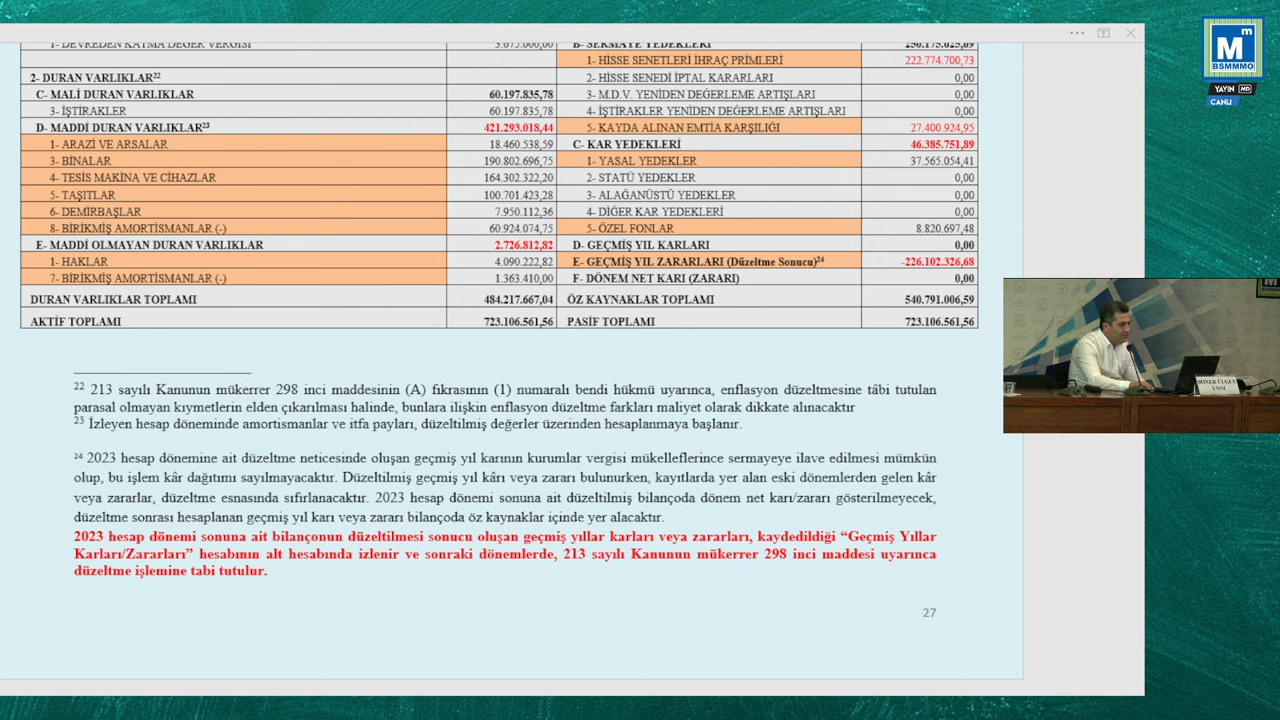 1- DEVREDEN KATMA DEĞER VERGİSİ 3.675.000,00 B- SERMAYE YEDEKLERİ 250.175.625,69
1- HİSSE SENETLERİ İHRAÇ PRİMLERİ 222.774.700,73
2- DURAN VARLIKLAR22 2- HİSSE SENEDİ İPTAL KARARLARI 0,00
C- MALİ DURAN VARLIKLAR 60.197.835,78 3- M.D.V. YENİDEN DEĞERLEME ARTIŞLARI 0,00
3- İŞTİRAKLER 60.197.835,78 4- İŞTİRAKLER YENİDEN DEĞERLEME ARTIŞLARI 0,00
D- MADDİ DURAN VARLIKLAR23 421.293.018,44 5- KAYDA ALINAN EMTİA KARŞILIĞI 27.400.924,95
1- ARAZİ VE ARSALAR 18.460.538,59 C- KAR YEDEKLERİ 46.385.751,89
3- BİNALAR 190.802.696,75 1- YASAL YEDEKLER 37.565.054,41
4- TESİS MAKİNA VE CİHAZLAR 164.302.322,20 2- STATÜ YEDEKLER 0,00
5- TAŞITLAR 100.701.423,28 3- ALAĞANÜSTÜ YEDEKLER 0,00
6- DEMİRBAŞLAR 7.950.112,36 4- DİĞER KAR YEDEKLERİ 0,00
8- BİRİKMİŞ AMORTİSMANLAR (-) 60.924.074,75 5- ÖZEL FONLAR 8.820.697,48
E- MADDİ OLMAYAN DURAN VARLIKLAR 2.726.812,82 D- GEÇMİŞ YIL KARLARI 0,00
1- HAKLAR 4.090.222,82 E- GEÇMİŞ YIL ZARARLARI (Düzeltme Sonucu)24 -226.102.326,68
7- BİRİKMİŞ AMORTİSMANLAR (-) 1.363.410,00 F- DÖNEM NET KARI (ZARARI) 0,00
DURAN VARLIKLAR TOPLAMI 484.217.667,04 ÖZ KAYNAKLAR TOPLAMI 540.791.006,59
AKTİF TOPLAMI 723.106.561,56 PASİF TOPLAMI 723.106.561,56
22 213 sayılı Kanunun mükerrer 298 inci maddesinin (A) fıkrasının (1) numaralı bendi hükmü uyarınca, enflasyon düzeltmesine tâbi tutulan
parasal olmayan kıymetlerin elden çıkarılması halinde, bunlara ilişkin enflasyon düzeltme farkları maliyet olarak dikkate alınacaktır
23 İzleyen hesap döneminde amortismanlar ve itfa payları, düzeltilmiş değerler üzerinden hesaplanmaya başlanır.
24 2023 hesap dönemine ait düzeltme neticesinde oluşan geçmiş yıl karının kurumlar vergisi mükelleflerince sermayeye ilave edilmesi mümkün
olup, bu işlem kâr dağıtımı sayılmayacaktır. Düzeltilmiş geçmiş yıl kârı veya zararı bulunurken, kayıtlarda yer alan eski dönemlerden gelen kâr
veya zararlar, düzeltme esnasında sıfırlanacaktır. 2023 hesap dönemi sonuna ait düzeltilmiş bilançoda dönem net karı/zararı gösterilmeyecek,
düzeltme sonrası hesaplanan geçmiş yıl karı veya zararı bilançoda öz kaynaklar içinde yer alacaktır.
2023 hesap dönemi sonuna ait bilançonun düzeltilmesi sonucu oluşan geçmiş yıllar karları veya zararları, kaydedildiği “Geçmiş Yıllar
Karları/Zararları” hesabının alt hesabında izlenir ve sonraki dönemlerde, 213 sayılı Kanunun mükerrer 298 inci maddesi uyarınca
düzeltme işlemine tabi tutulur.
27
M m
BSMMMO
YAYIN HD
CANLI